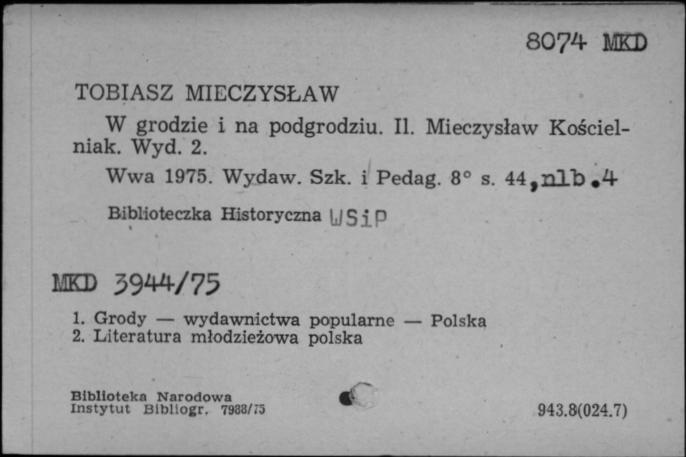 8074 MKD
TOBIASZ MIECZYSŁAW
W grodzie i na podgrodziu. Il. Mieczysław Kościel-
niak. Wyd. 2.
Wwa 1975. Wydaw. Szk. i Pedag. 8° s. 44, nlb. 4
Biblioteczka Historyczna WSiP
MKD 3944/75
1. Grody — wydawnictwa popularne — Polska
2. Literatura młodzieżowa polska
Biblioteka Narodowa
Instytut Bibliogr. 7988/75
943.8(024.7)